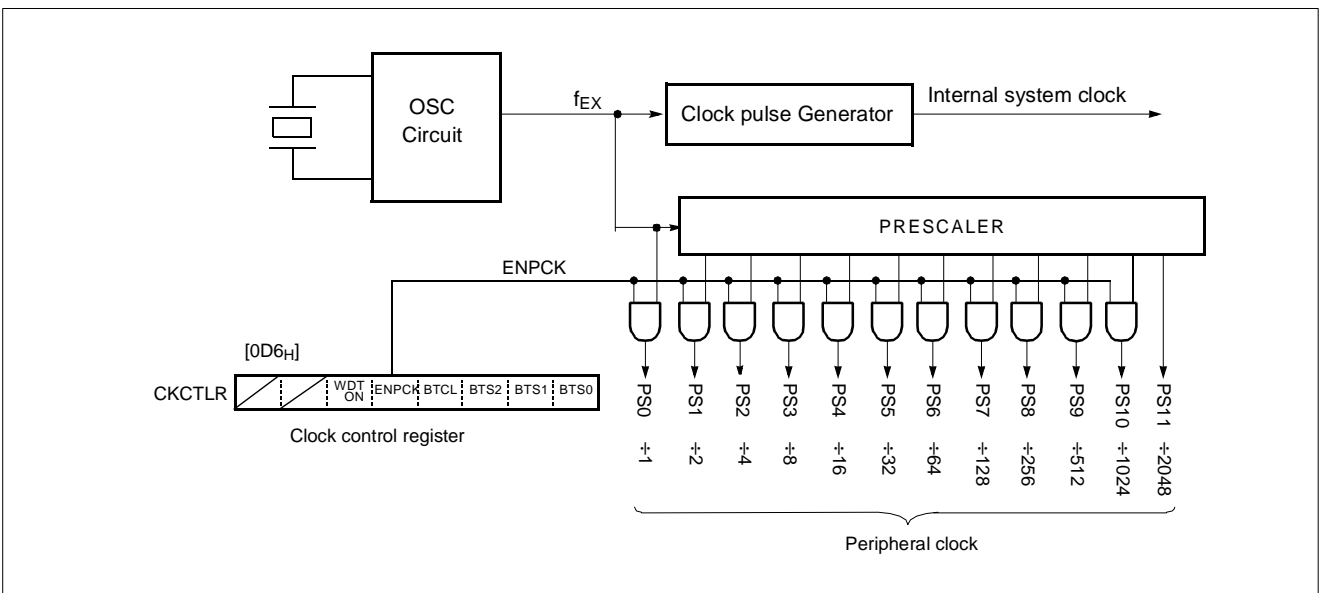 OSC
Circuit
fEX
Clock pulse Generator
Internal system clock
PRESCALER
ENPCK
[0D6H]
CKCTLR
WDT
ON
ENPCK
BTCL
BTS2
BTS1
BTS0
Clock control register
PS0 ÷1
PS1 ÷2
PS2 ÷4
PS3 ÷8
PS4 ÷16
PS5 ÷32
PS6 ÷64
PS7 ÷128
PS8 ÷256
PS9 ÷512
PS10 ÷1024
PS11 ÷2048
Peripheral clock